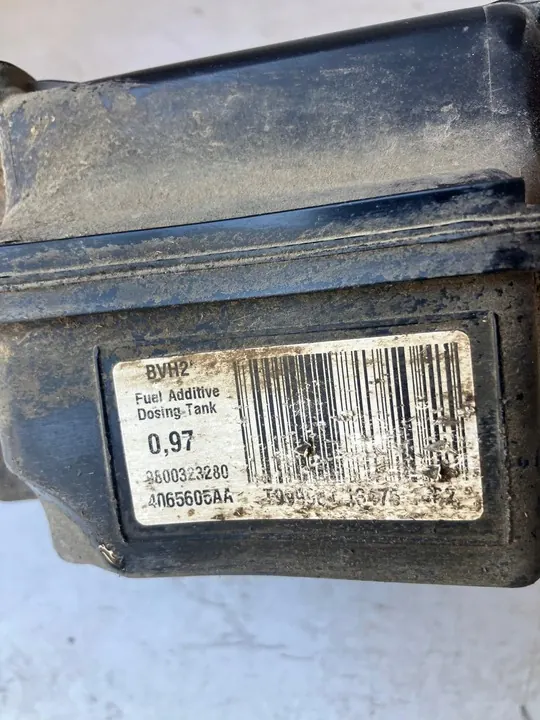 BVH2
Fuel Additive
Dosing Tank
0,97
9800323280
4065605AA